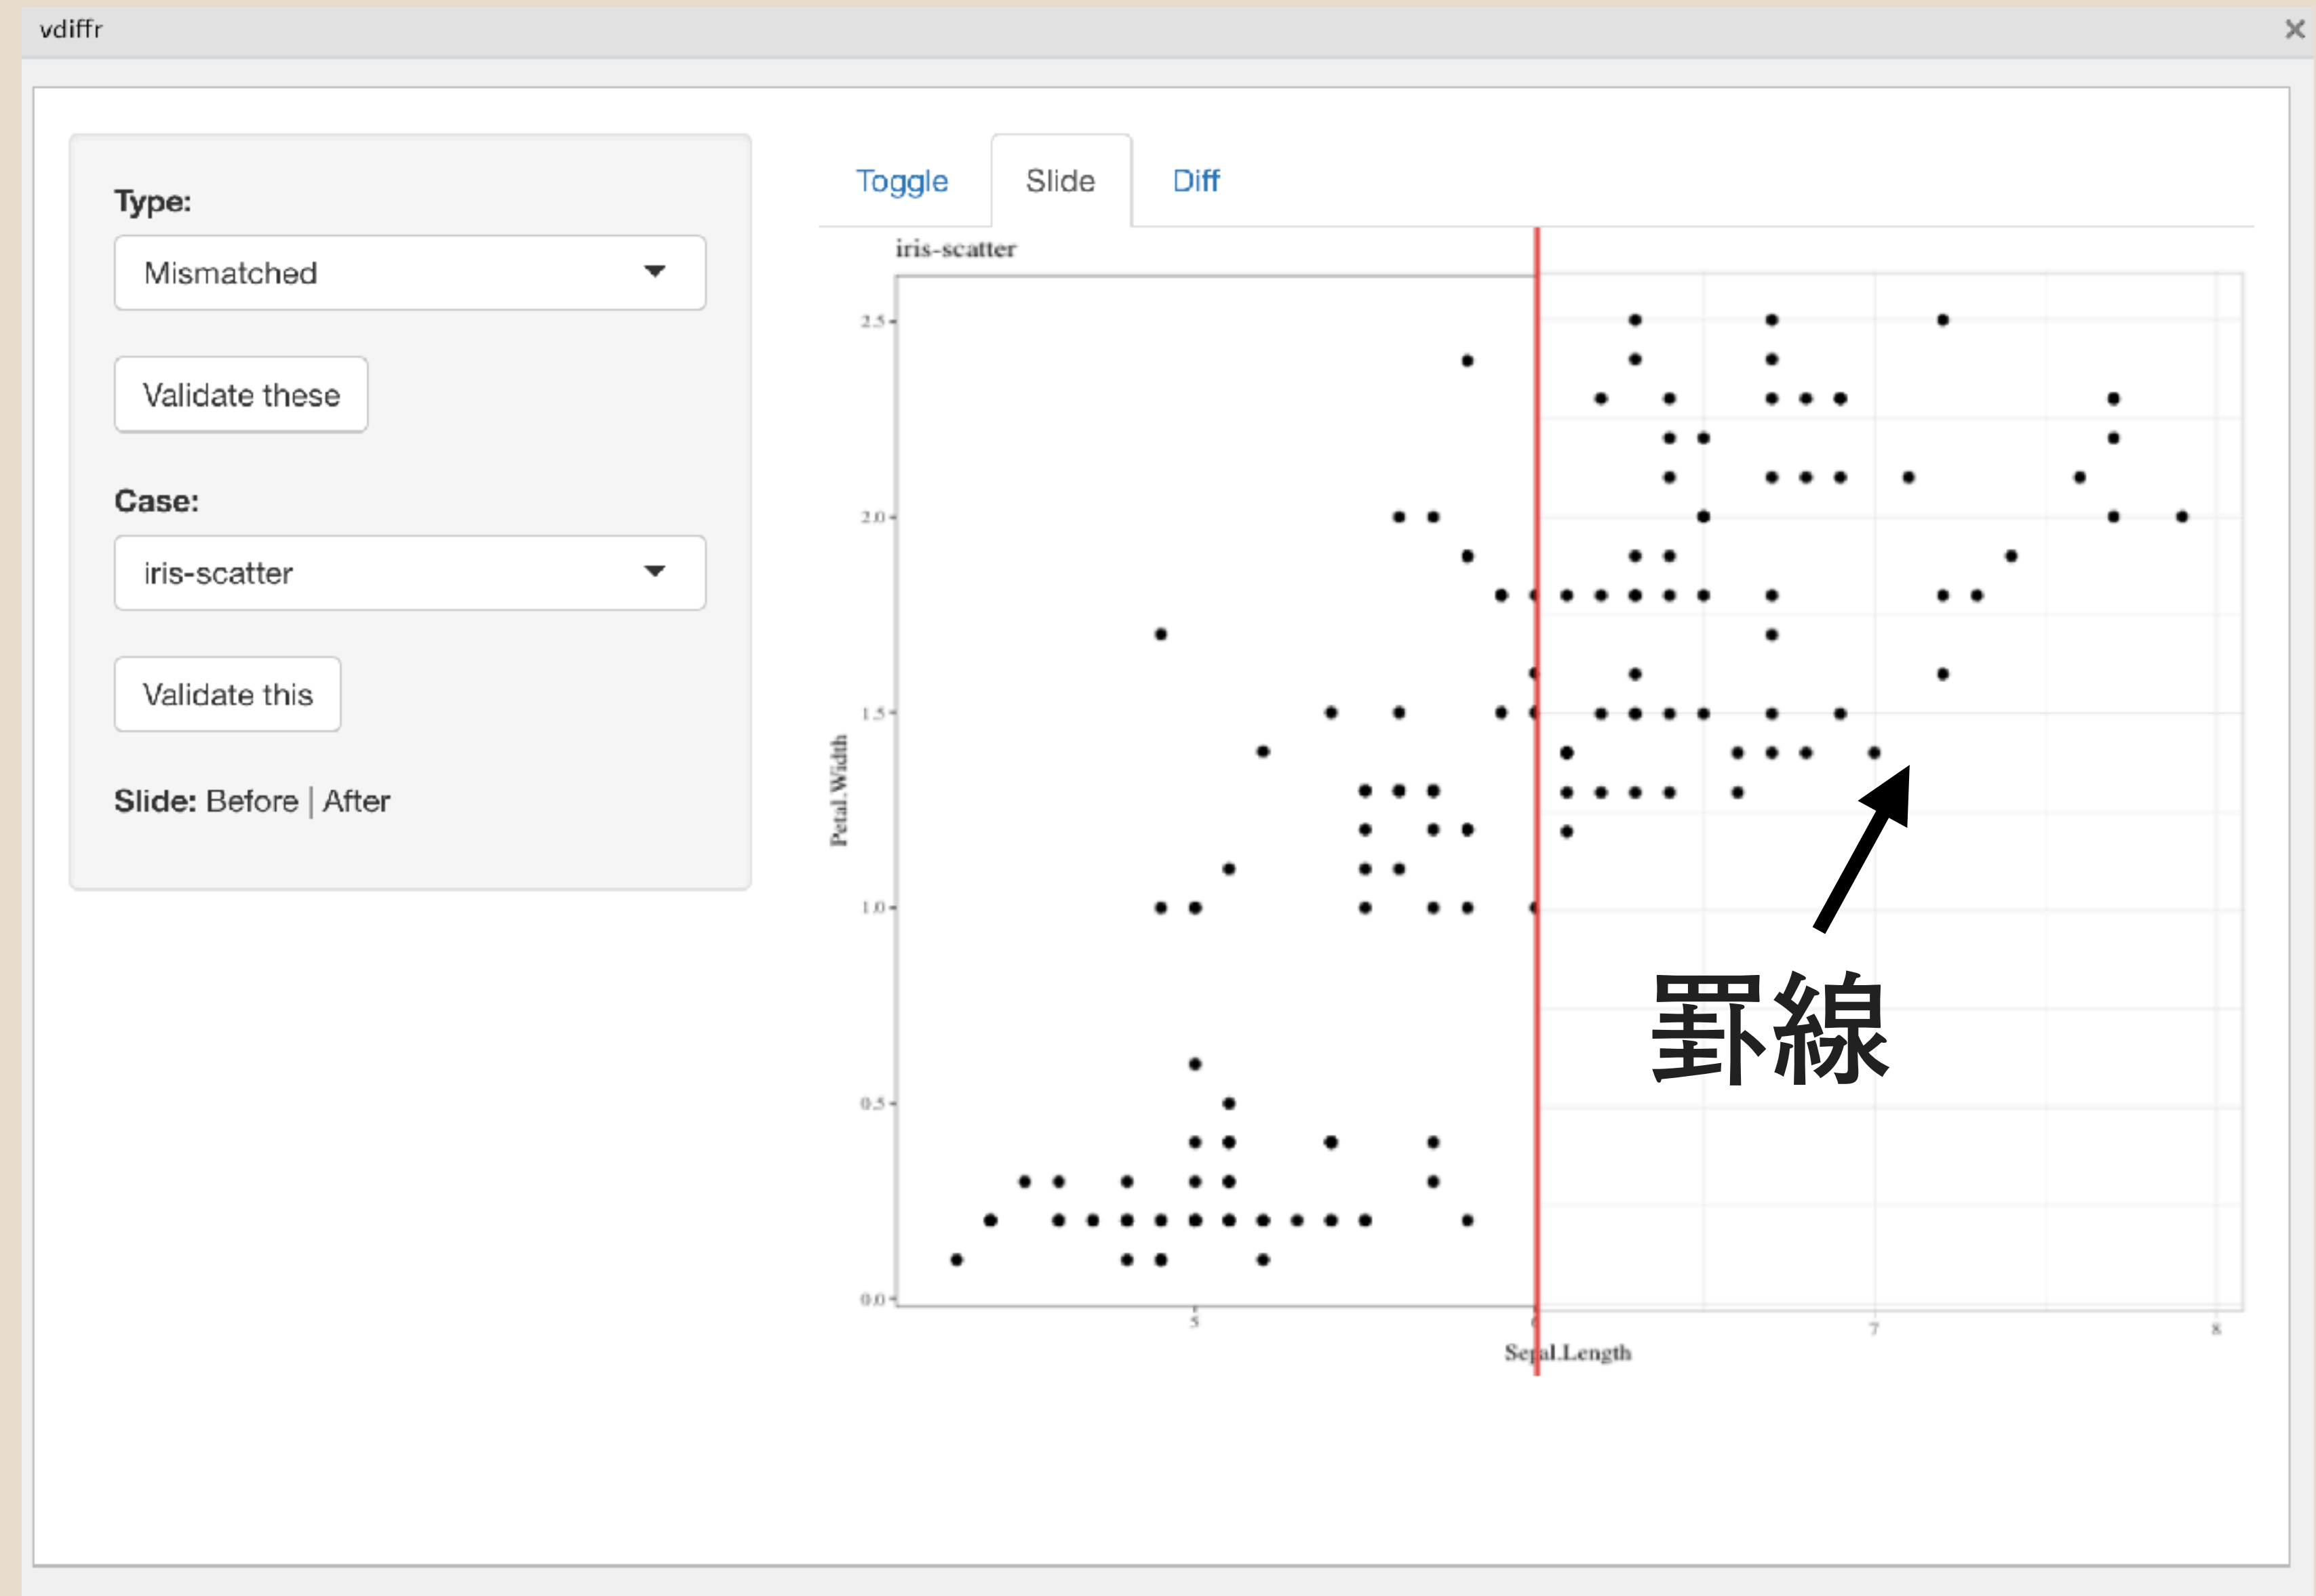 vdiffr
Type:
Mismatched
Validate these
Case:
iris-scatter
Validate this
Slide: Before | After
Toggle
Slide
Diff
iris-scatter
2.5
2.0
1.5
1.0
0.5
0.0
Petal.Width
5
7
8
Sepal.Length
罫線